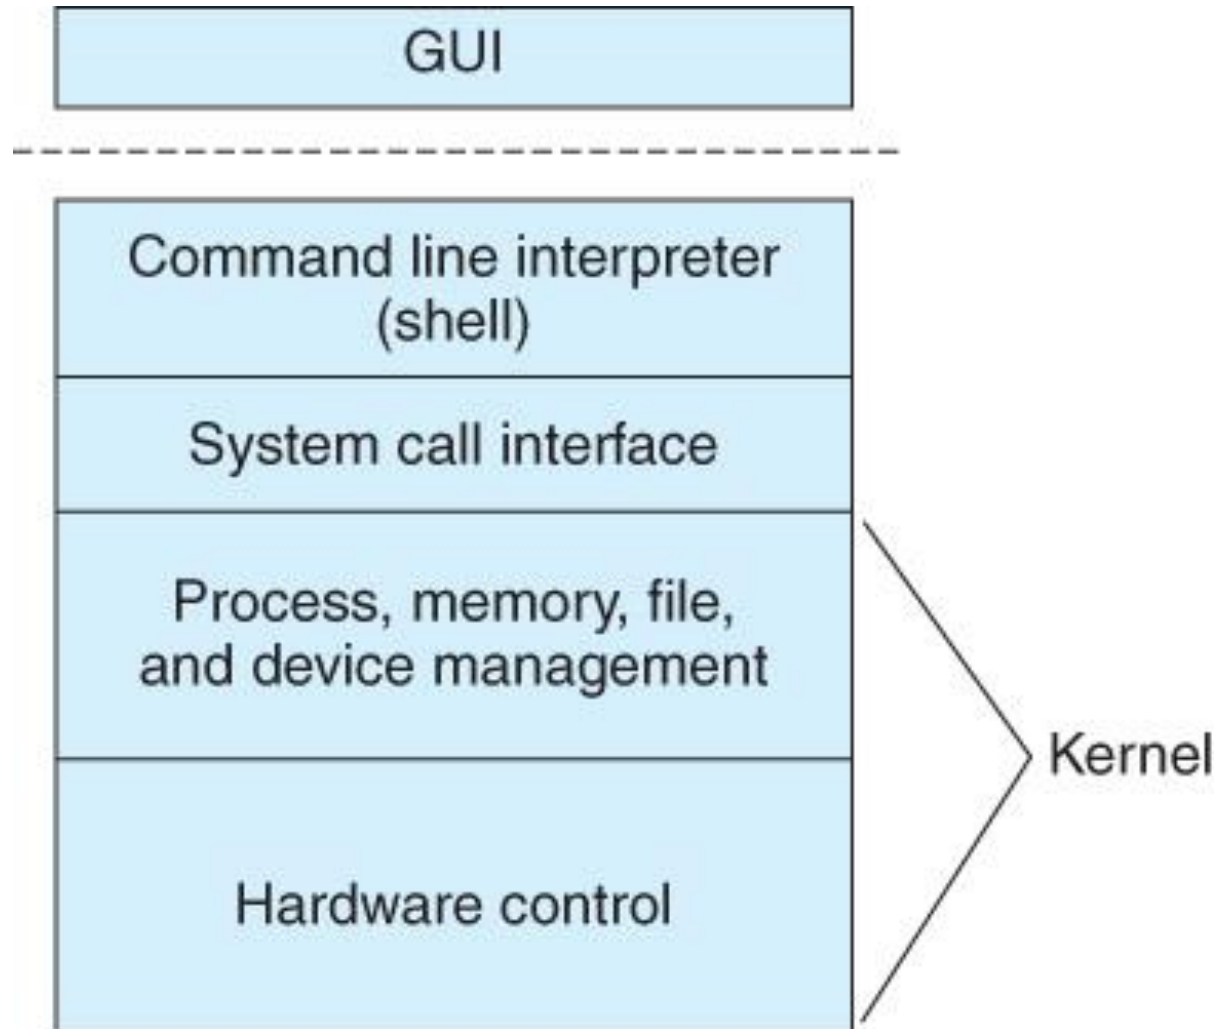 GUI
Command line interpreter
(shell)
System call interface
Process, memory, file,
and device management
Kernel
Hardware control